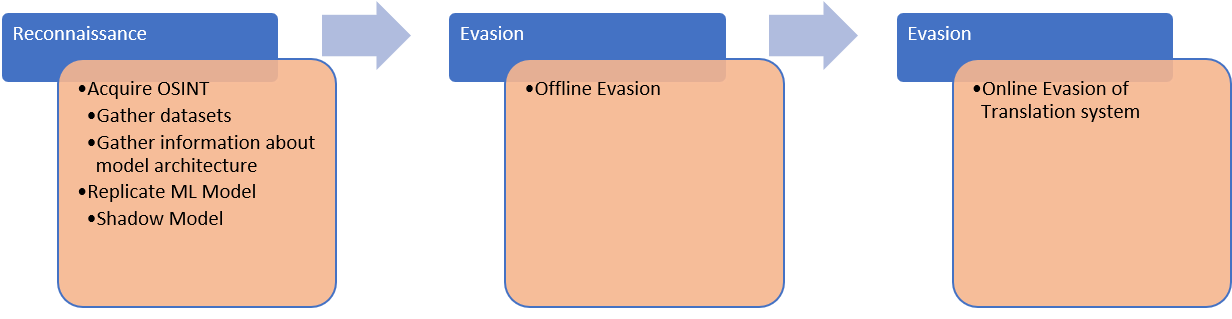 Reconnaissance
•Acquire OSINT
•Gather datasets
•Gather information about
model architecture
•Replicate ML Model
•Shadow Model
Evasion
•Offline Evasion
Evasion
•Online Evasion of
Translation system